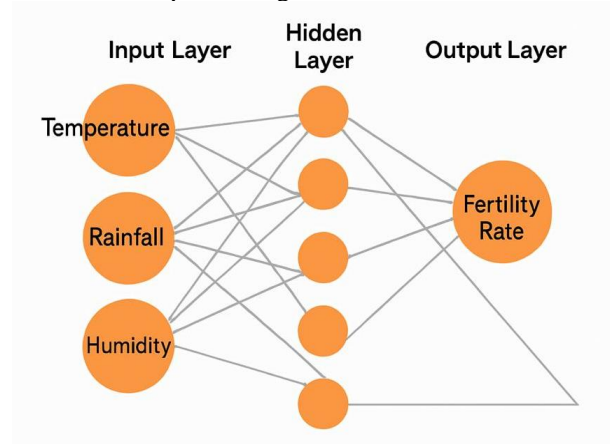 Input Layer
Hidden
Layer
Output Layer
Temperature
Rainfall
Humidity
Fertility
Rate